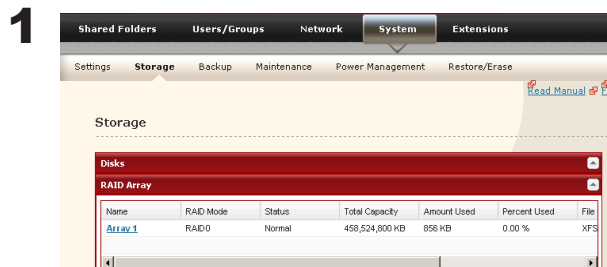 1
Shared Folders Users/Groups Network System Extensions
Settings Storage Backup Maintenance Power Management Restore/Erase
Read Manual
Storage
Disks
RAID Array
Name RAID Mode Status Total Capacity Amount Used Percent Used File
Array 1 RAID0 Normal 458,524,800 KB 856 KB 0.00 % XFS